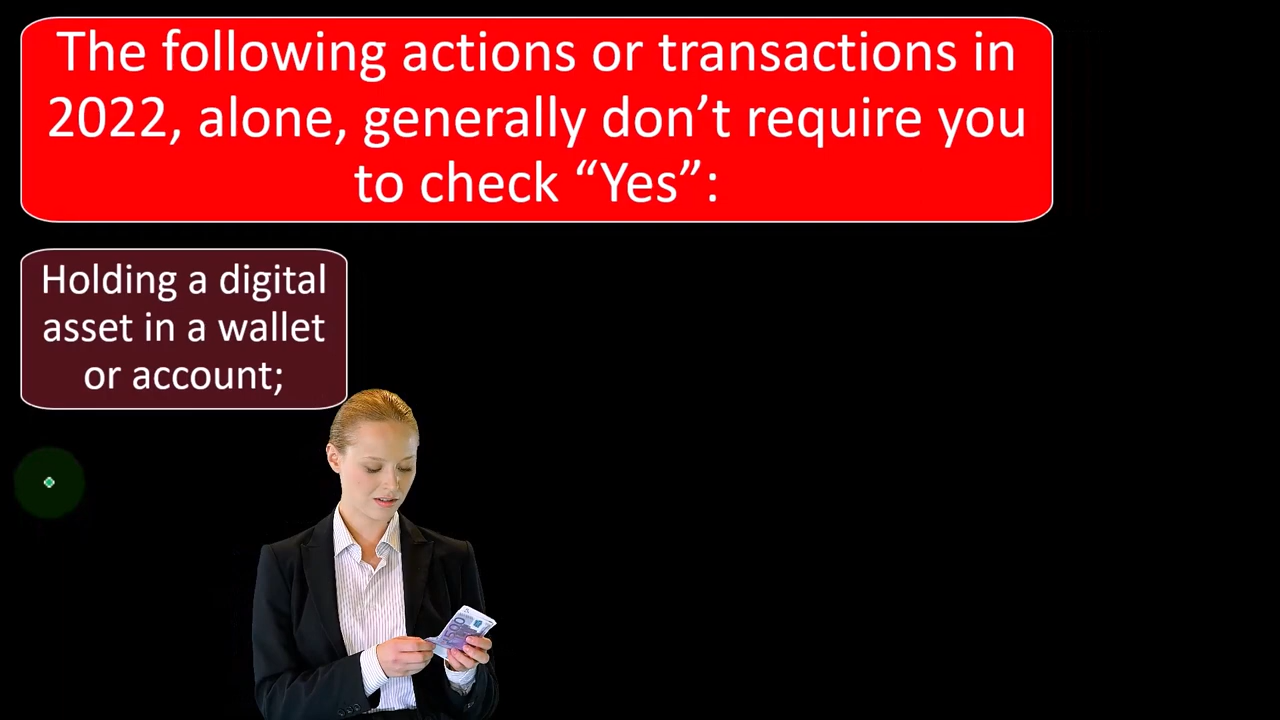 The following actions or transactions in
2022, alone, generally don’t require you
to check “Yes”:
Holding a digital
asset in a wallet
or account;
500